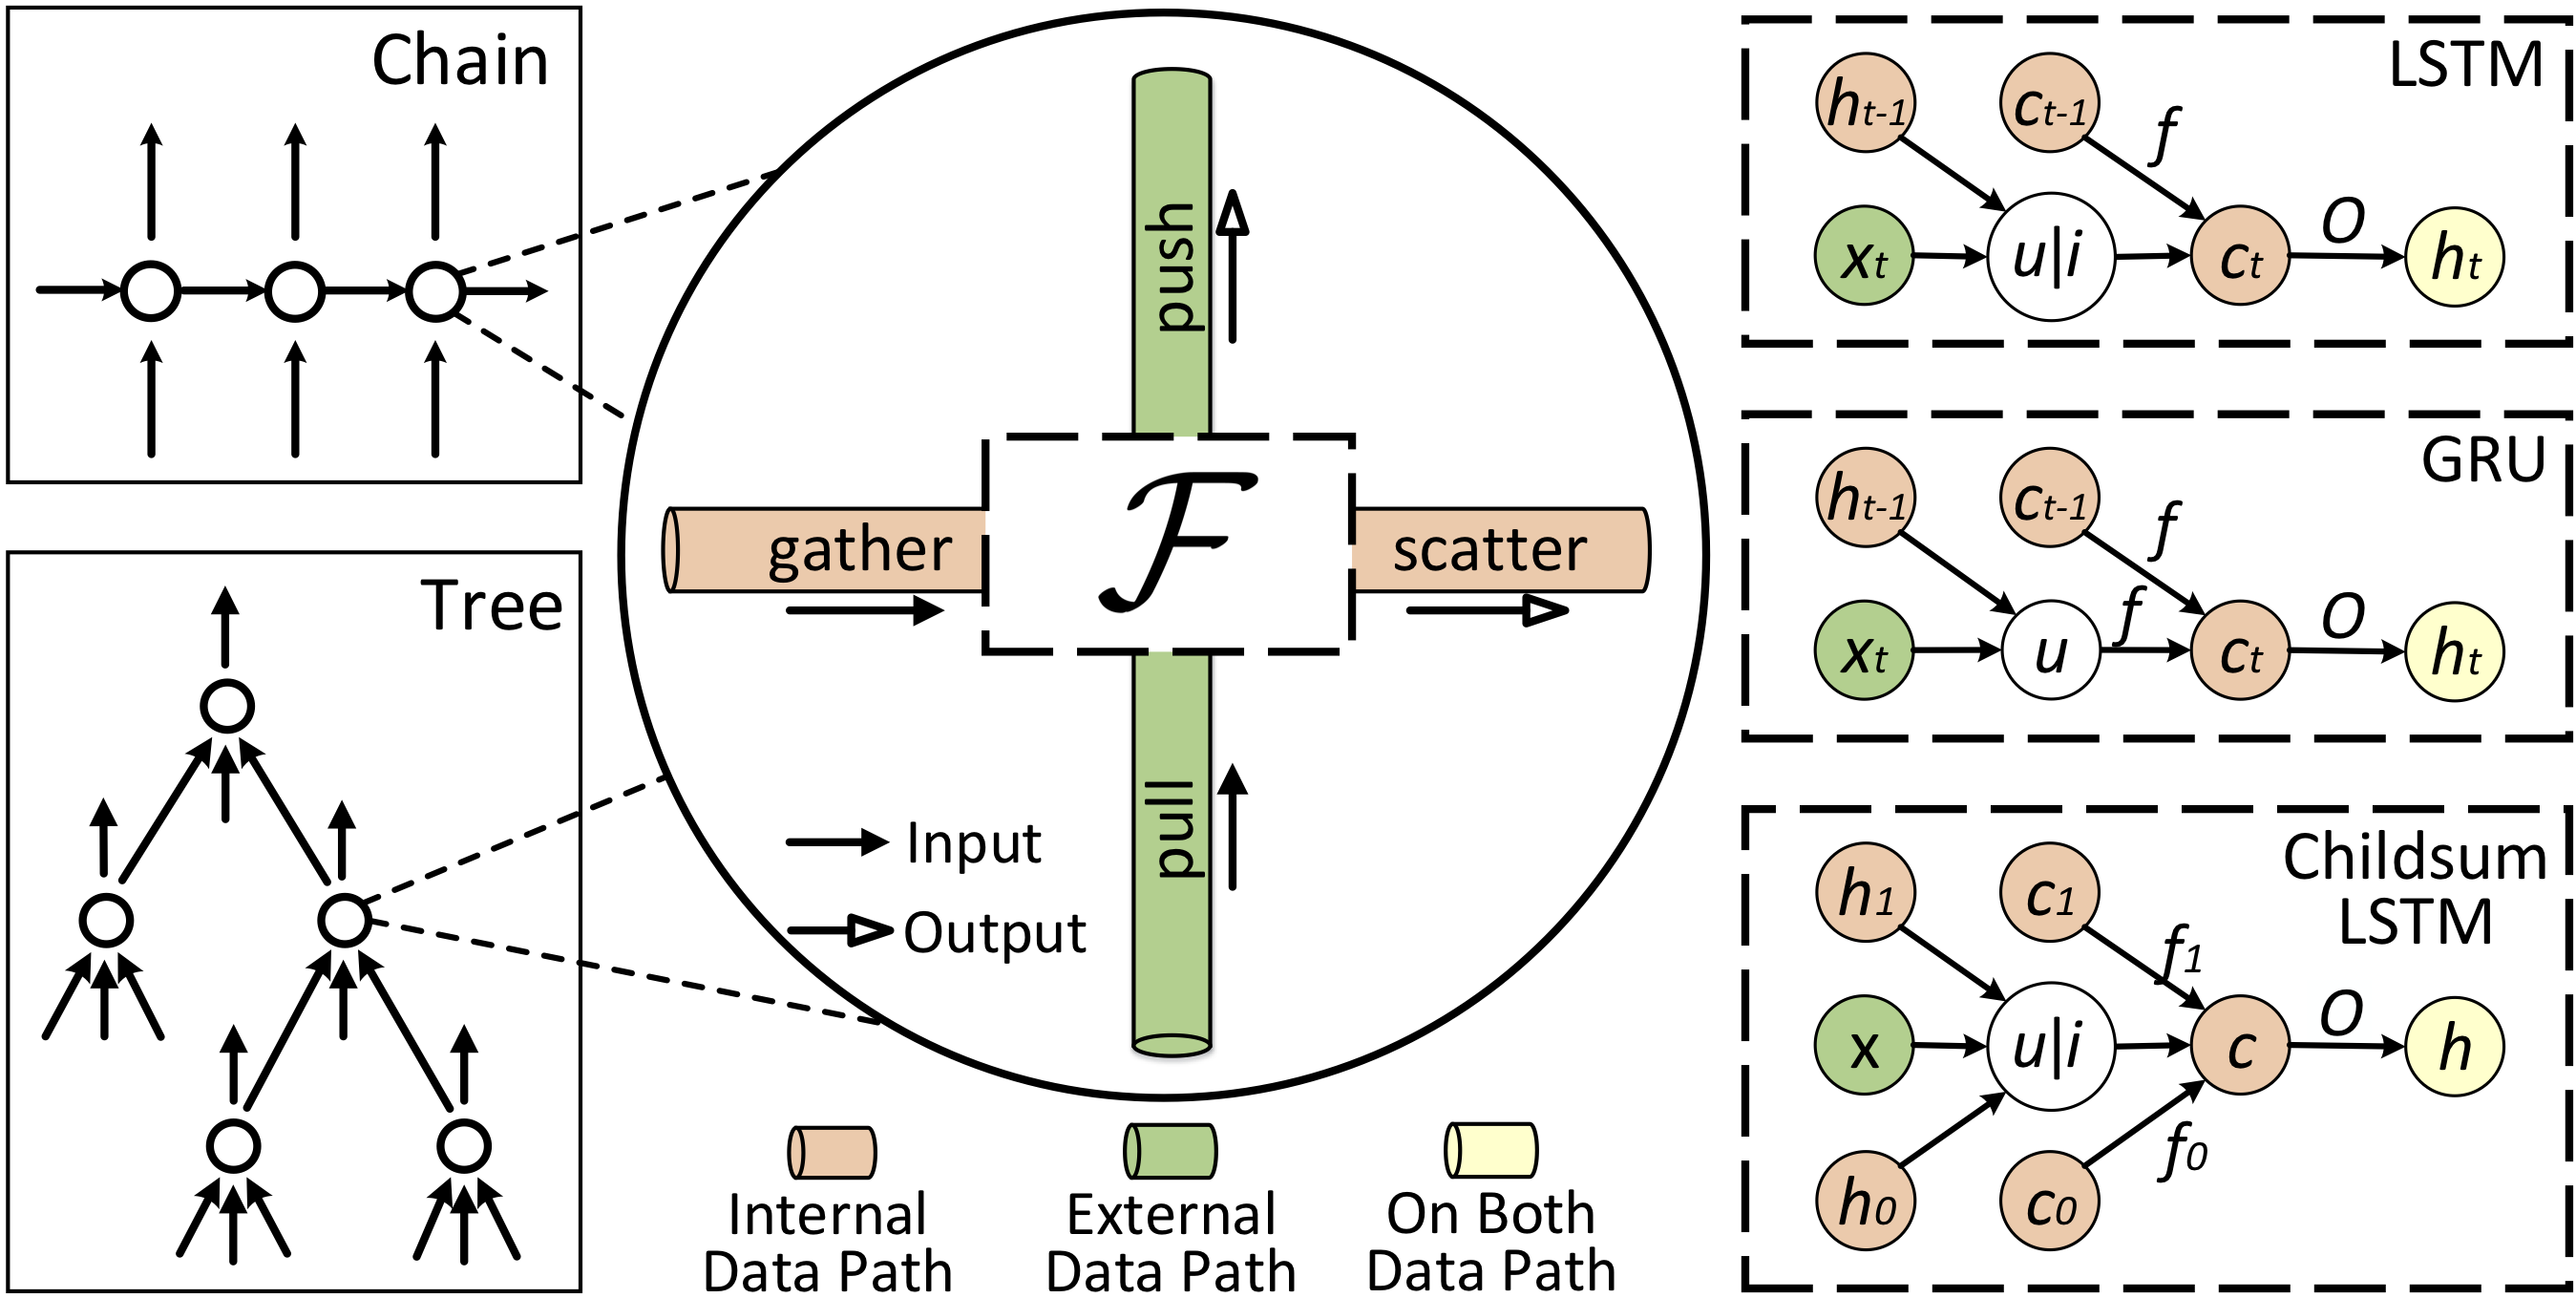 Chain
Tree
push
gather
ℱ
scatter
pull
Input
Output
Internal
Data Path
External
Data Path
On Both
Data Path
LSTM
h_{t-1} c_{t-1} f
x_t u|i c_t O h_t
GRU
h_{t-1} c_{t-1} f
x_t u f c_t O h_t
Childsum
LSTM
h_1 c_1 f_1
x u|i c O h
h_0 c_0 f_0